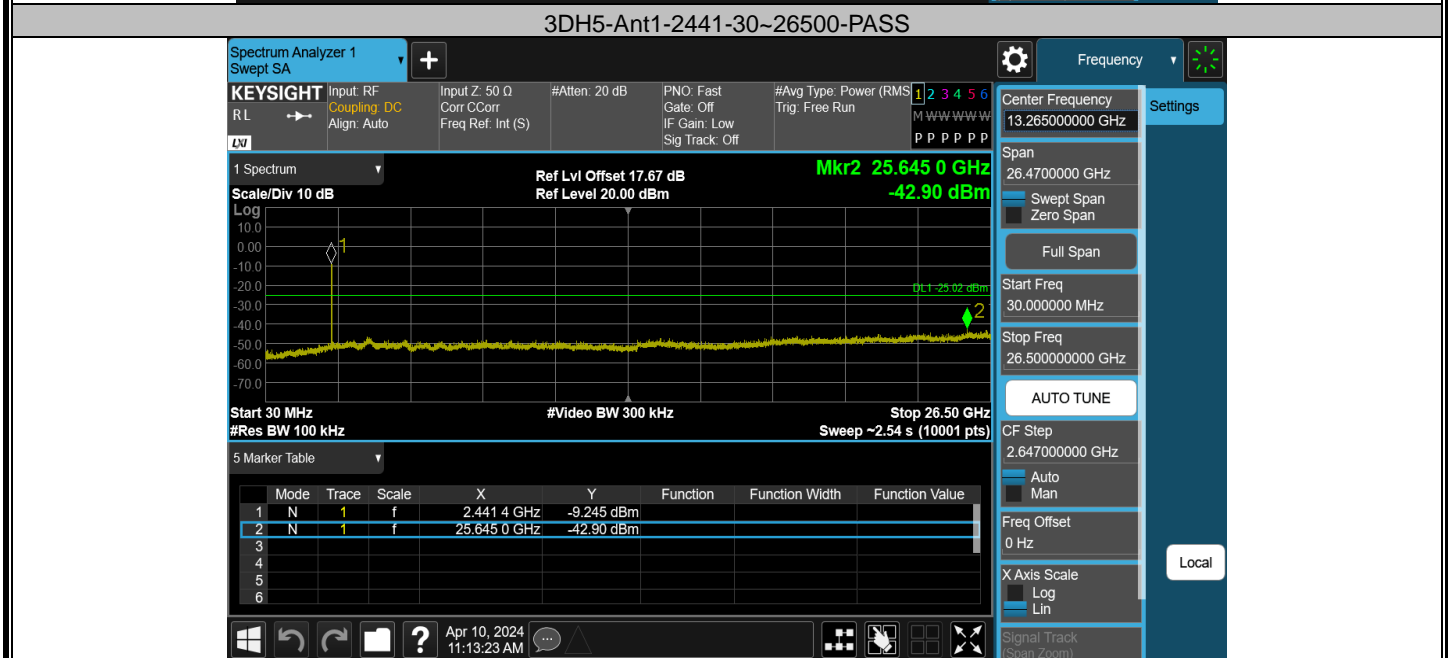 3DH5-Ant1-2441-30~26500-PASS
Spectrum Analyzer 1
Swept SA
+
Frequency
KEYSIGHT
RL
LXI
Input: RF
Coupling: DC
Align: Auto
Input Z: 50 Ω
Corr CCorr
Freq Ref: Int (S)
#Atten: 20 dB
PNO: Fast
Gate: Off
IF Gain: Low
Sig Track: Off
#Avg Type: Power (RMS
Trig: Free Run
1 2 3 4 5 6
M W W W W W
P P P P P P
Center Frequency
13.265000000 GHz
Settings
Span
26.4700000 GHz
Swept Span
Zero Span
Full Span
Start Freq
30.000000 MHz
Stop Freq
26.500000000 GHz
AUTO TUNE
CF Step
2.647000000 GHz
Auto
Man
Freq Offset
0 Hz
X Axis Scale
Log
Lin
Signal Track
(Span Zoom)
Local
1 Spectrum
Scale/Div 10 dB
Ref Lvl Offset 17.67 dB
Ref Level 20.00 dBm
Mkr2 25.645 0 GHz
-42.90 dBm
Log
10.0
0.00
-10.0
-20.0
-30.0
-40.0
-50.0
-60.0
-70.0
1
DL1 -25.02 dBm
2
Start 30 MHz
#Video BW 300 kHz
Stop 26.50 GHz
#Res BW 100 kHz
Sweep ~2.54 s (10001 pts)
5 Marker Table
Mode Trace Scale X Y Function Function Width Function Value
1 N 1 f 2.441 4 GHz -9.245 dBm
2 N 1 f 25.645 0 GHz -42.90 dBm
3
4
5
6
?
Apr 10, 2024
11:13:23 AM